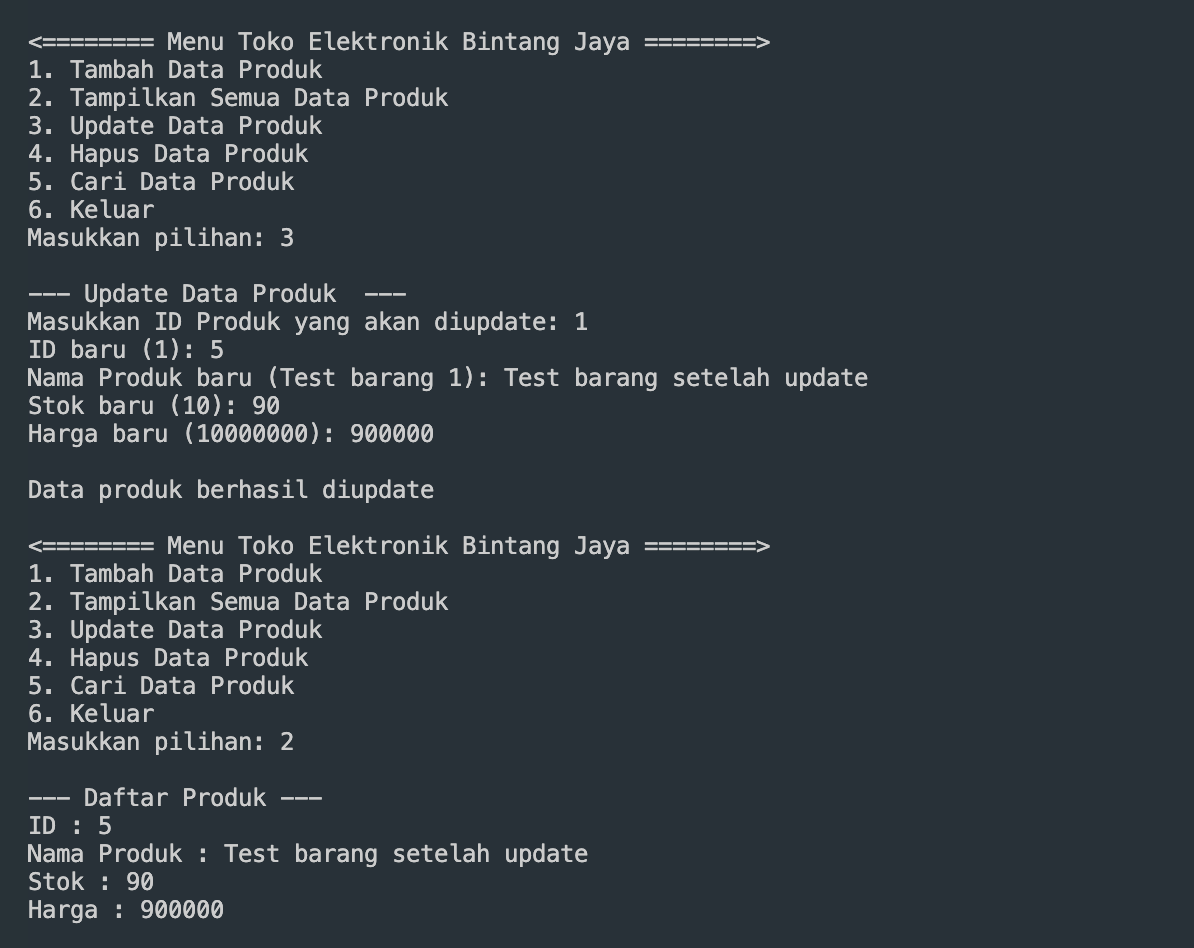 <======== Menu Toko Elektronik Bintang Jaya ========>
1. Tambah Data Produk
2. Tampilkan Semua Data Produk
3. Update Data Produk
4. Hapus Data Produk
5. Cari Data Produk
6. Keluar
Masukkan pilihan: 3
--- Update Data Produk  ---
Masukkan ID Produk yang akan diupdate: 1
ID baru (1): 5
Nama Produk baru (Test barang 1): Test barang setelah update
Stok baru (10): 90
Harga baru (10000000): 900000
Data produk berhasil diupdate
<======== Menu Toko Elektronik Bintang Jaya ========>
1. Tambah Data Produk
2. Tampilkan Semua Data Produk
3. Update Data Produk
4. Hapus Data Produk
5. Cari Data Produk
6. Keluar
Masukkan pilihan: 2
--- Daftar Produk ---
ID : 5
Nama Produk : Test barang setelah update
Stok : 90
Harga : 900000